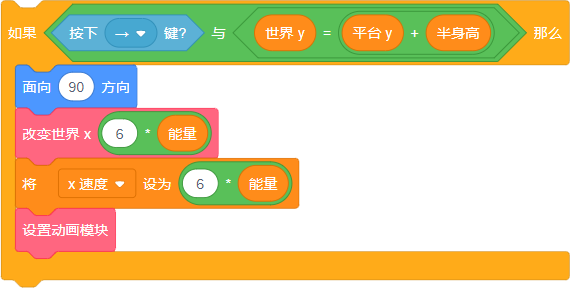 如果 按下 → 键? 与 世界 y = 平台 y + 半身高 那么
面向 90 方向
改变世界 x 6 * 能量
将 x 速度 设为 6 * 能量
设置动画模块